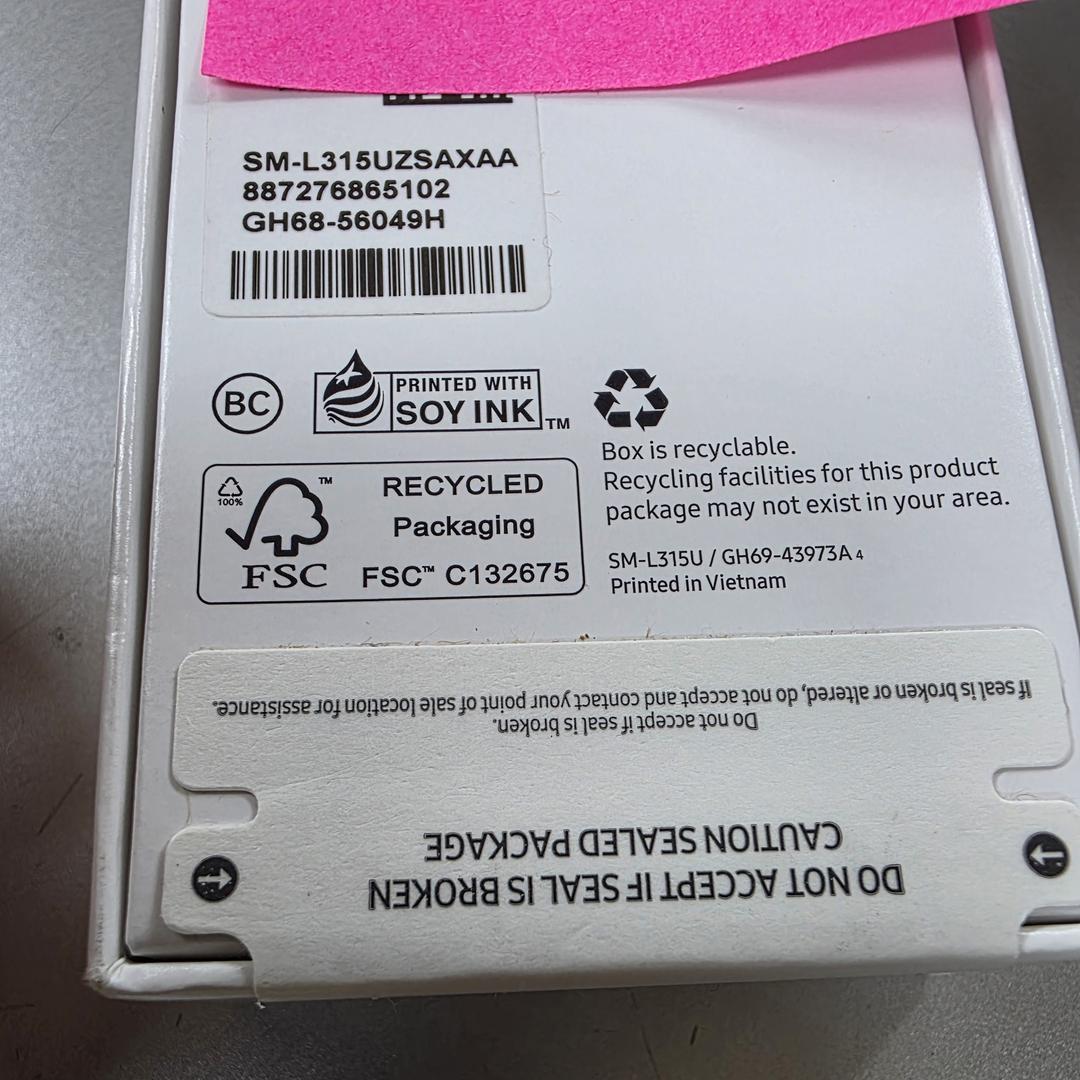 SM-L315UZSAXAA
887276865102
GH68-56049H
BC
PRINTED WITH
SOY INK™
Box is recyclable.
Recycling facilities for this product
package may not exist in your area.
SM-L315U / GH69-43973A 4
Printed in Vietnam
100%
™
FSC
RECYCLED
Packaging
FSC™ C132675
DO NOT ACCEPT IF SEAL IS BROKEN
CAUTION SEALED PACKAGE
Do not accept if seal is broken.
If seal is broken or altered, do not accept and contact your point of sale location for assistance.